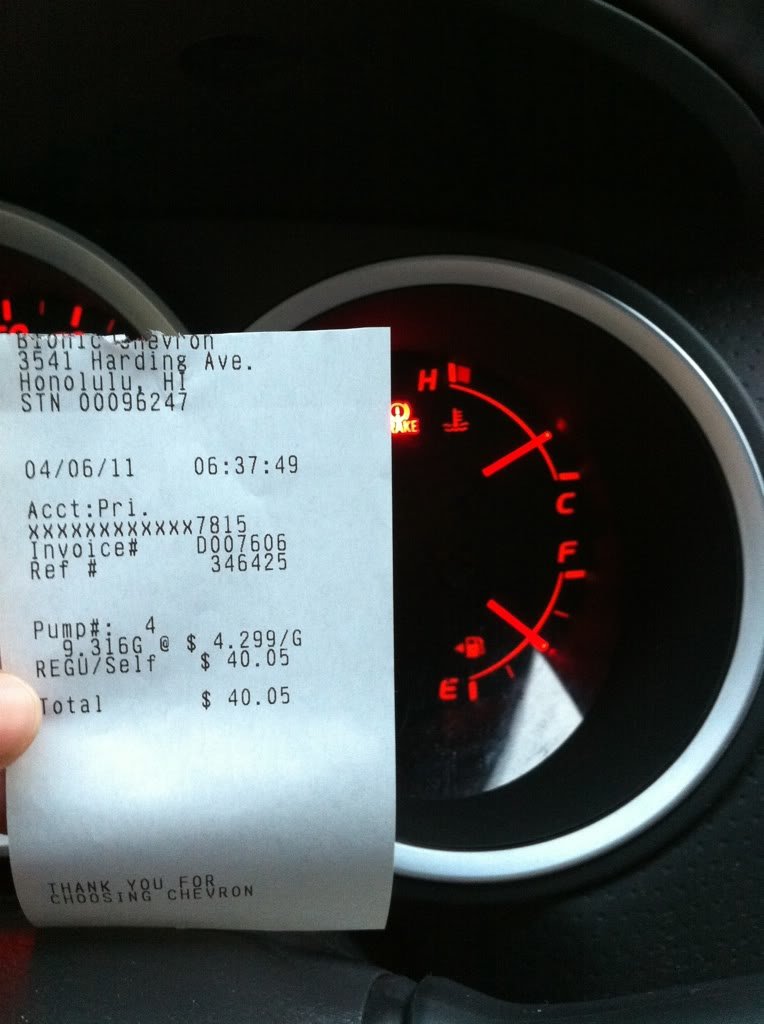 Bionic Chevron
3541 Harding Ave.
Honolulu, HI
STN 00096247
04/06/11 06:37:49
Acct:Pri.
xxxxxxxxxxxx7815
Invoice# D007606
Ref # 346425
Pump#: 4
9.316G @ $ 4.299/G
REGU/Self $ 40.05
Total $ 40.05
THANK YOU FOR
CHOOSING CHEVRON
H
C
F
E